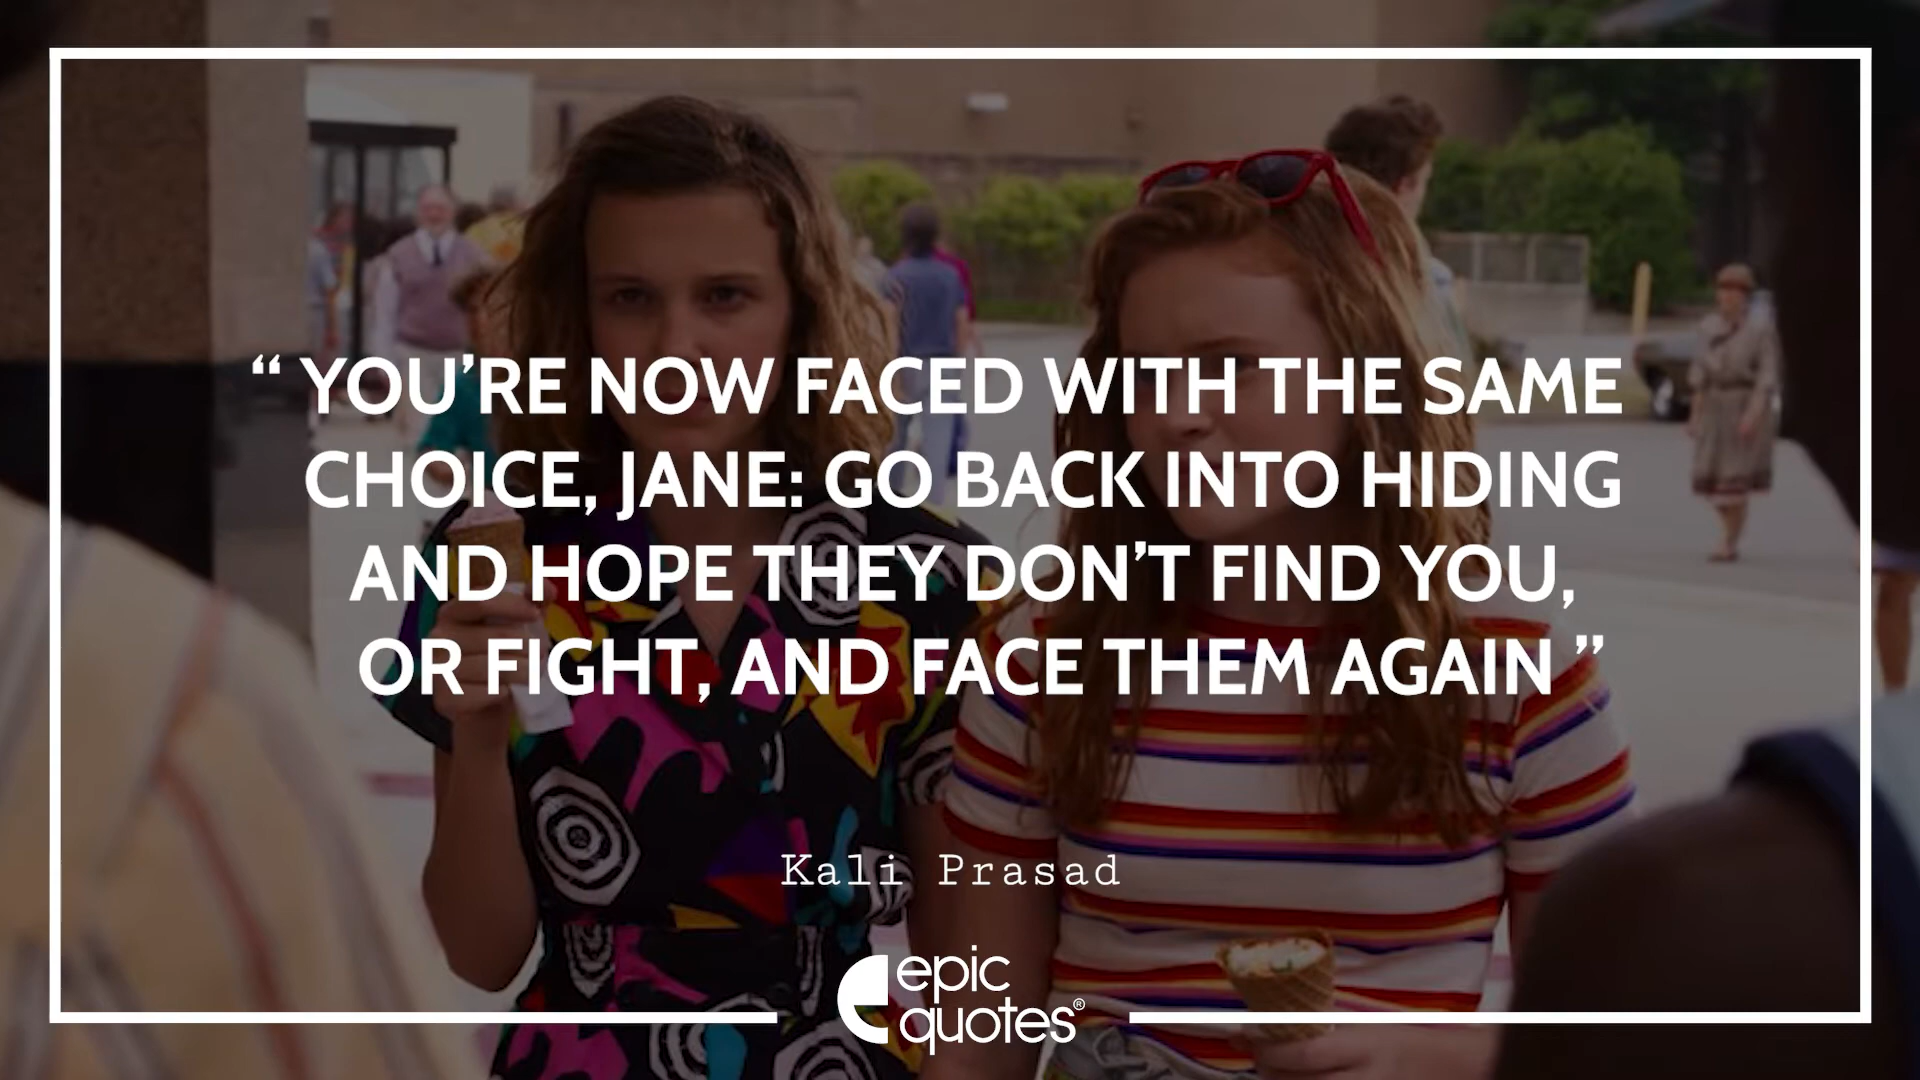 “ YOU’RE NOW FACED WITH THE SAME
CHOICE, JANE: GO BACK INTO HIDING
AND HOPE THEY DON’T FIND YOU,
OR FIGHT, AND FACE THEM AGAIN ”
Kali Prasad
epic
quotes®